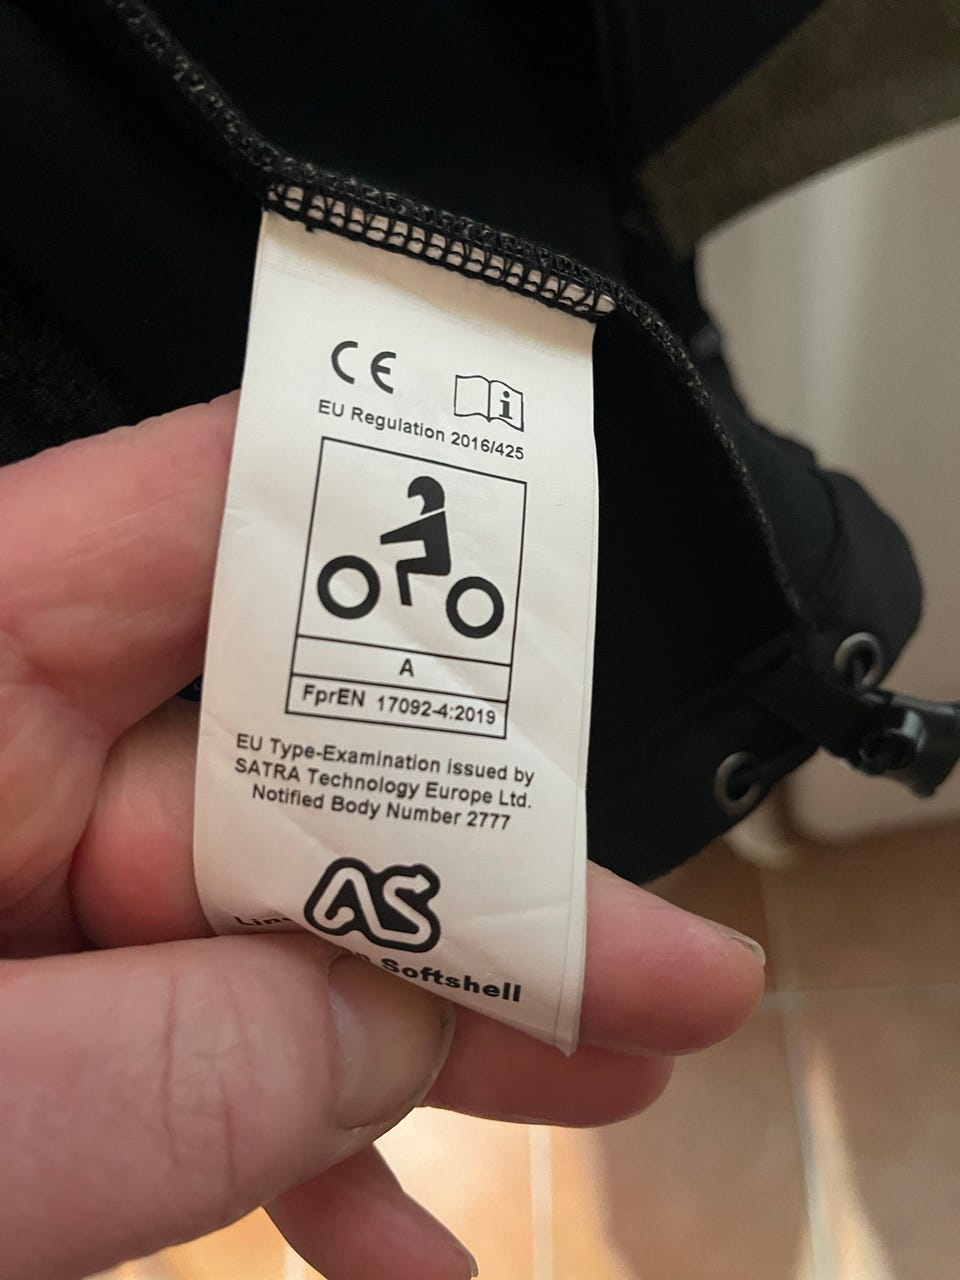 CE
i
EU Regulation 2016/425
A
FprEN 17092-4:2019
EU Type-Examination issued by
SATRA Technology Europe Ltd.
Notified Body Number 2777
AS
Softshell